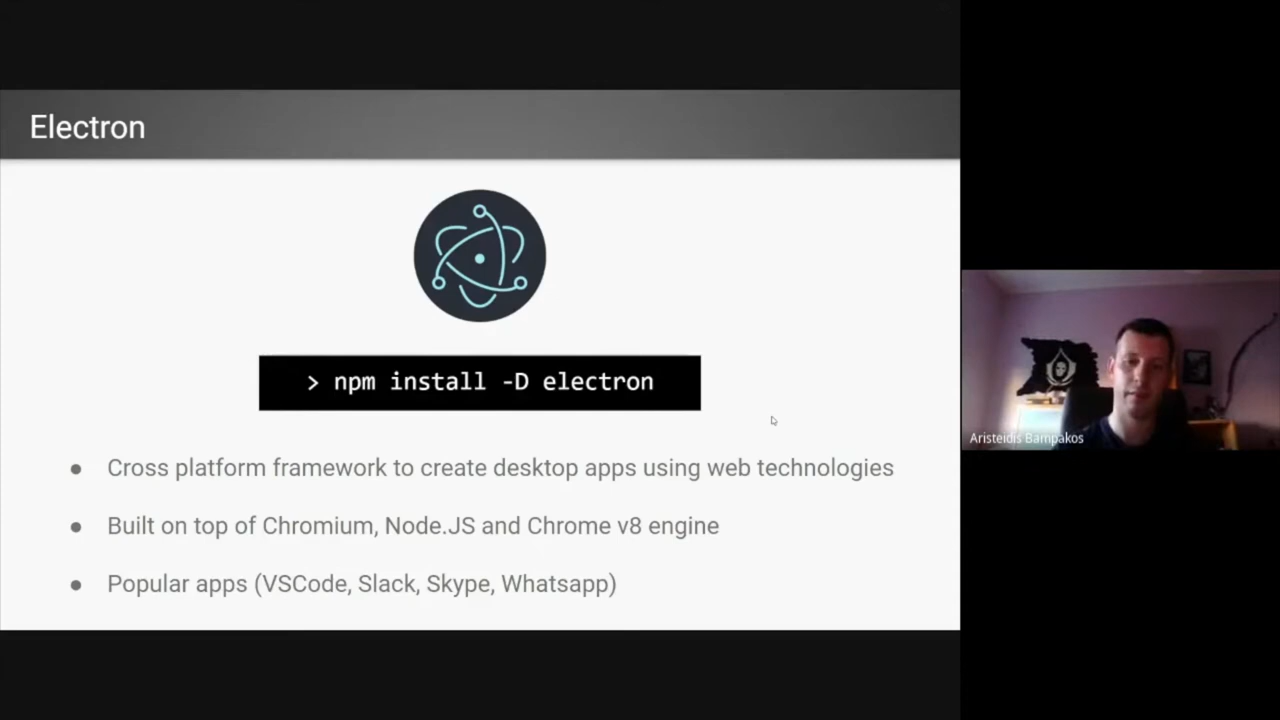 Electron
> npm install -D electron
● Cross platform framework to create desktop apps using web technologies
● Built on top of Chromium, Node.JS and Chrome v8 engine
● Popular apps (VSCode, Slack, Skype, Whatsapp)
Aristeidis Bampakos